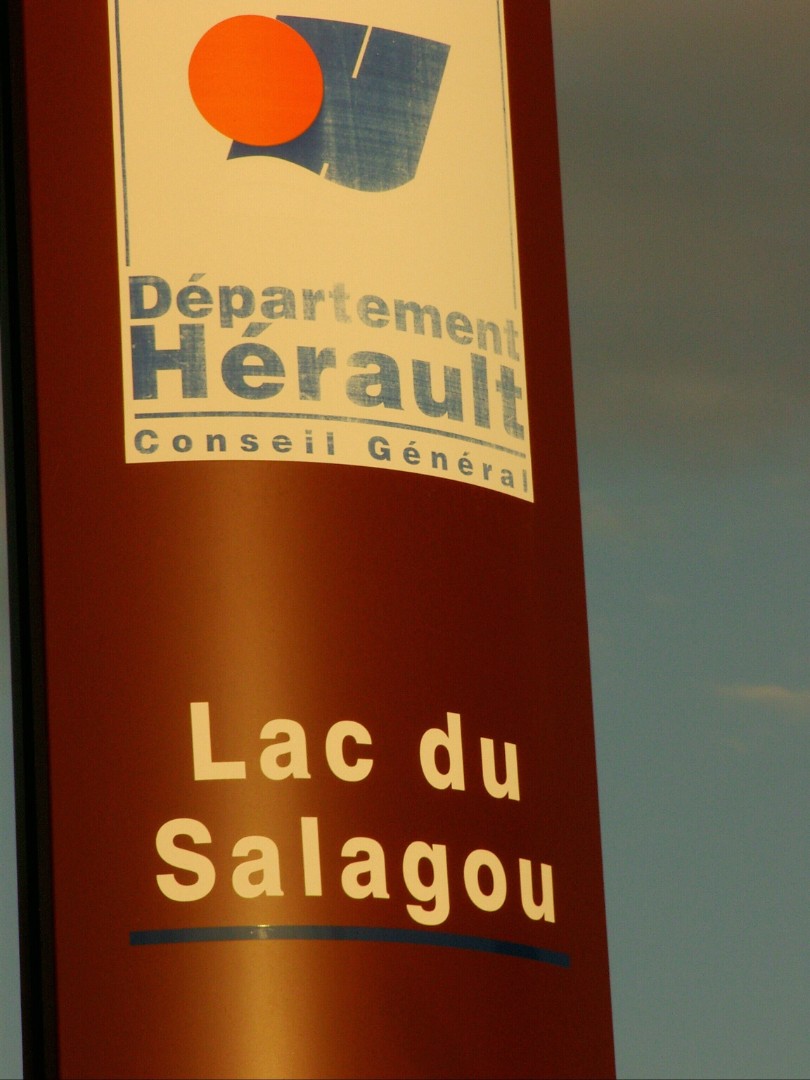 Département
Hérault
Conseil Général
Lac du
Salagou